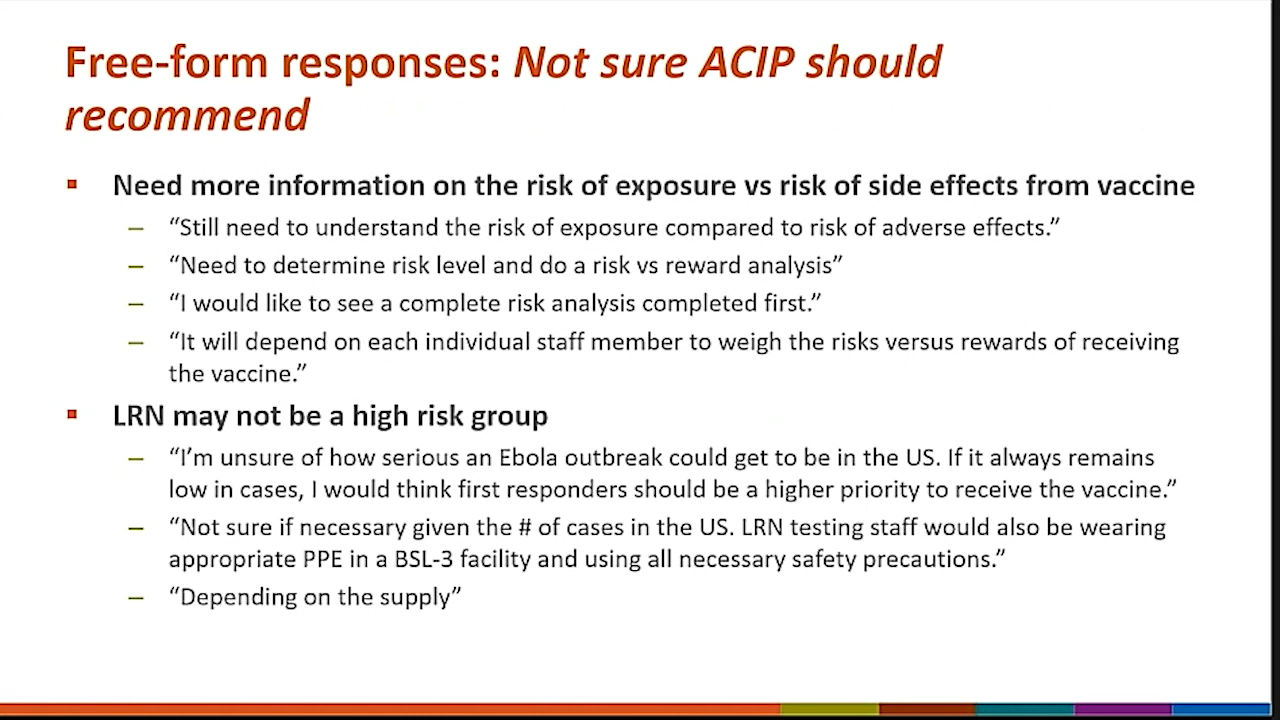 Free-form responses: Not sure ACIP should
recommend
▪ Need more information on the risk of exposure vs risk of side effects from vaccine
– “Still need to understand the risk of exposure compared to risk of adverse effects.”
– “Need to determine risk level and do a risk vs reward analysis”
– “I would like to see a complete risk analysis completed first.”
– “It will depend on each individual staff member to weigh the risks versus rewards of receiving
the vaccine.”
▪ LRN may not be a high risk group
– “I’m unsure of how serious an Ebola outbreak could get to be in the US. If it always remains
low in cases, I would think first responders should be a higher priority to receive the vaccine.”
– “Not sure if necessary given the # of cases in the US. LRN testing staff would also be wearing
appropriate PPE in a BSL-3 facility and using all necessary safety precautions.”
– “Depending on the supply”